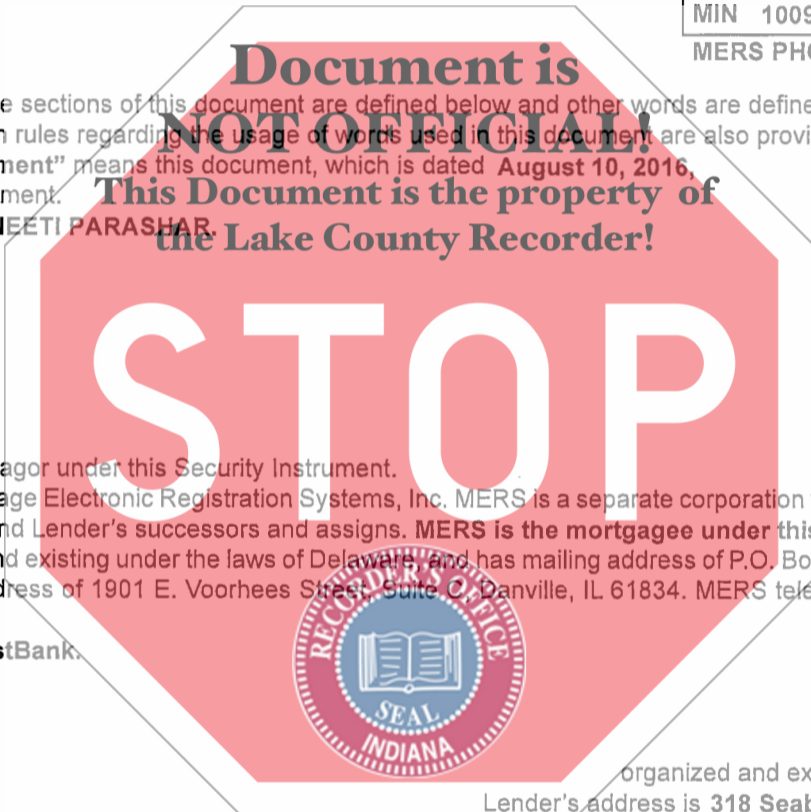 MIN 1009
MERS PHO
Document is
e sections of this document are defined below and other words are define
NOT OFFICIAL!
n rules regarding the usage of words used in this document are also provi
ment" means this document, which is dated August 10, 2016,
ment.
This Document is the property of
EETI PARASHAR.
the Lake County Recorder!
STOP
agor under this Security Instrument.
age Electronic Registration Systems, Inc. MERS is a separate corporation
nd Lender's successors and assigns. MERS is the mortgagee under this
d existing under the laws of Delaware, and has mailing address of P.O. Bo
dress of 1901 E. Voorhees Street, Suite C, Danville, IL 61834. MERS tele
RECORDER'S OFFICE
stBank.
SEAL
INDIANA
organized and ex
Lender's address is 318 Seab